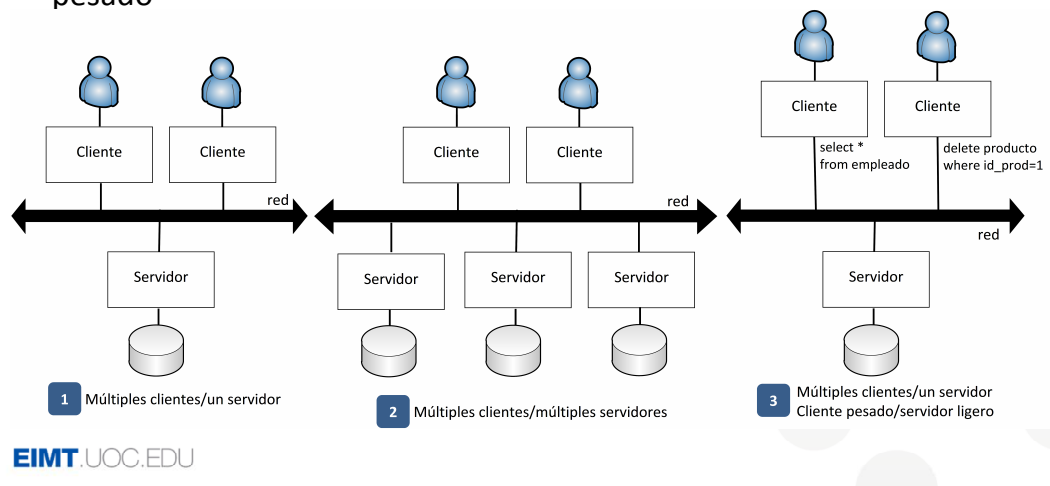 pesado
Cliente
Cliente
red
Servidor
1 Múltiples clientes/un servidor
Cliente
Cliente
red
Servidor
Servidor
Servidor
2 Múltiples clientes/múltiples servidores
Cliente
Cliente
select *
from empleado
delete producto
where id_prod=1
red
Servidor
3 Múltiples clientes/un servidor
Cliente pesado/servidor ligero
EIMT.UOC.EDU